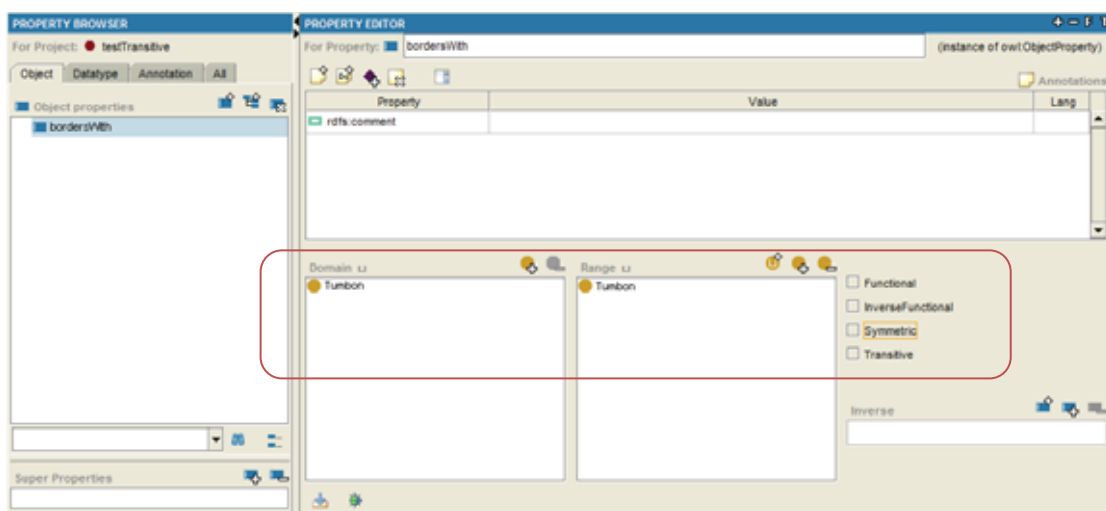 PROPERTY BROWSER
For Project: testTransitive
Object Datatype Annotation All
Object properties
bordersWith
Super Properties
PROPERTY EDITOR
For Property: bordersWith (instance of owl:ObjectProperty)
Annotations
Property Value Lang
rdfs:comment
Domain ⊔ Range ⊔
Tumbon Tumbon
Functional
InverseFunctional
Symmetric
Transitive
Inverse